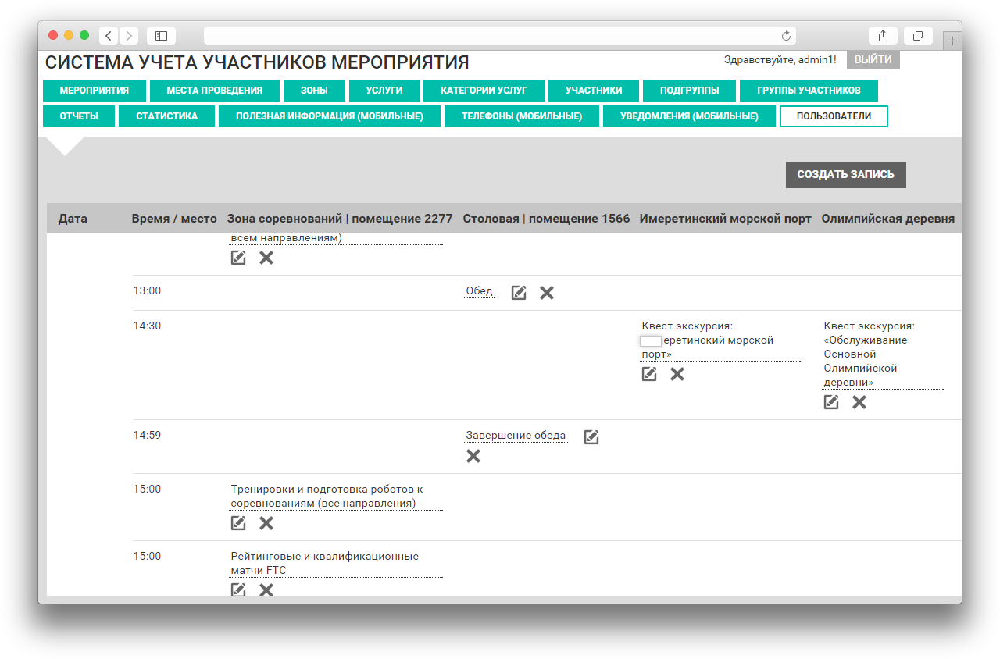 СИСТЕМА УЧЕТА УЧАСТНИКОВ МЕРОПРИЯТИЯ
Здравствуйте, admin1! ВЫЙТИ
МЕРОПРИЯТИЯ МЕСТА ПРОВЕДЕНИЯ ЗОНЫ УСЛУГИ КАТЕГОРИИ УСЛУГ УЧАСТНИКИ ПОДГРУППЫ ГРУППЫ УЧАСТНИКОВ
ОТЧЕТЫ СТАТИСТИКА ПОЛЕЗНАЯ ИНФОРМАЦИЯ (МОБИЛЬНЫЕ) ТЕЛЕФОНЫ (МОБИЛЬНЫЕ) УВЕДОМЛЕНИЯ (МОБИЛЬНЫЕ) ПОЛЬЗОВАТЕЛИ
СОЗДАТЬ ЗАПИСЬ
Дата Время / место Зона соревнований | помещение 2277 Столовая | помещение 1566 Имеретинский морской порт Олимпийская деревня
всем направлениям)
13:00 Обед
14:30
Квест-экскурсия:
морской
порт»
Квест-экскурсия:
«Обслуживание
Основной
Олимпийской
деревни»
14:59 Завершение обеда
15:00 Тренировки и подготовка роботов к
соревнованиям (все направления)
15:00 Рейтинговые и квалификационные
матчи FTC